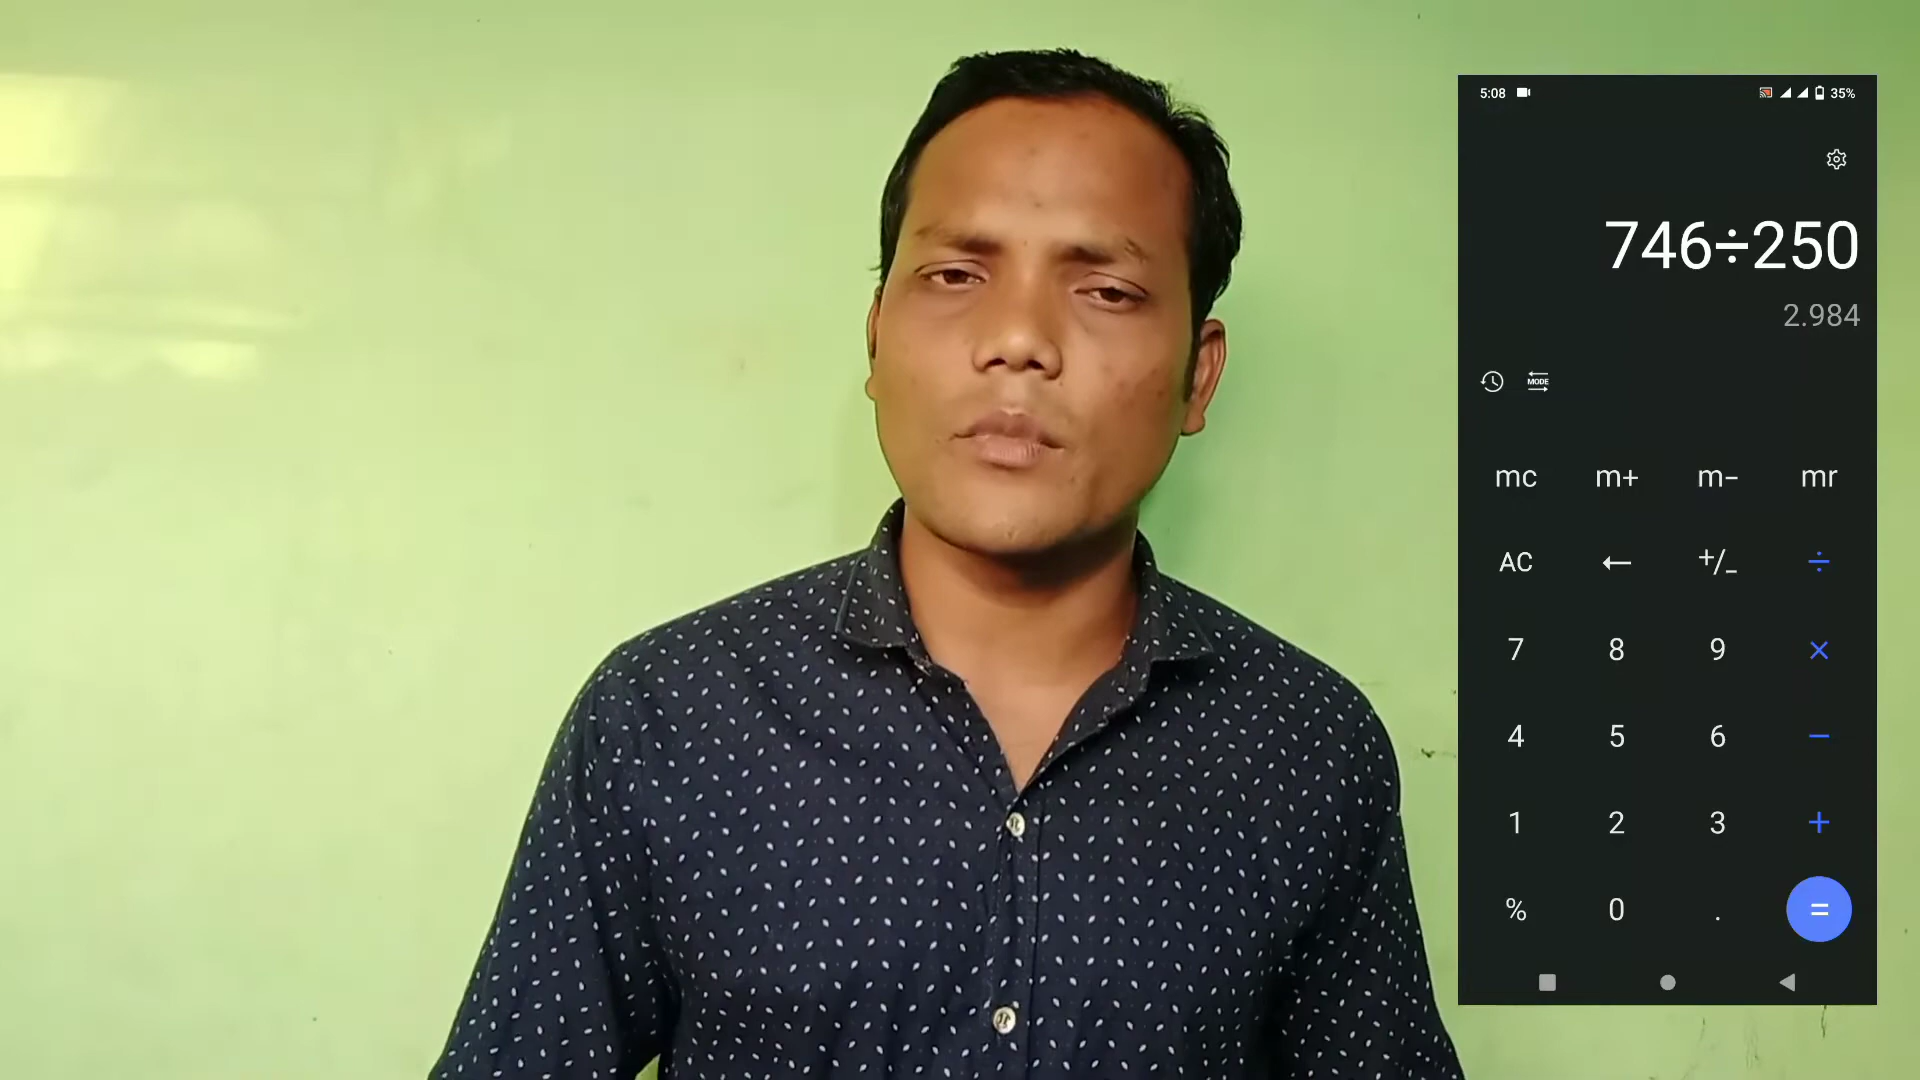 5:08 35%
746÷250
2.984
MODE
mc m+ m− mr
AC ← +/− ÷
7 8 9 ×
4 5 6 −
1 2 3 +
% 0 . =